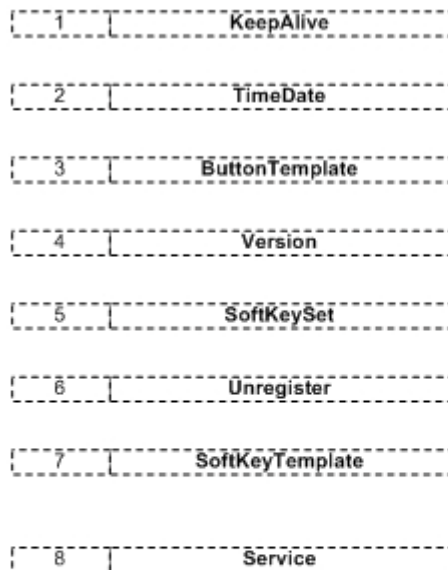 1 KeepAlive
2 TimeDate
3 ButtonTemplate
4 Version
5 SoftKeySet
6 Unregister
7 SoftKeyTemplate
8 Service